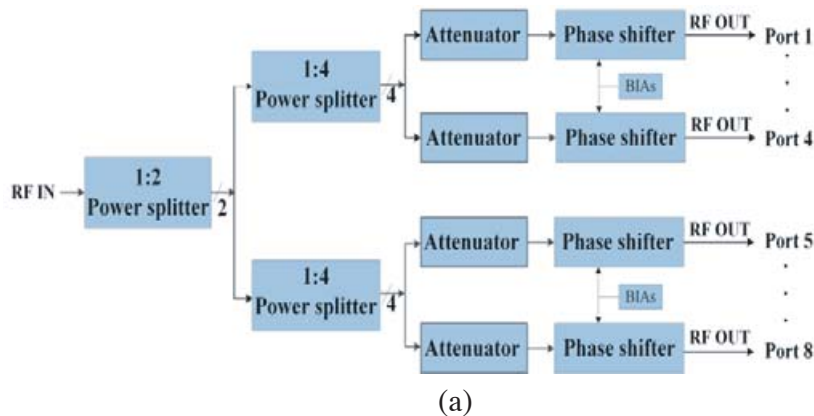 RF IN
1:2
Power splitter
2
1:4
Power splitter
4
Attenuator
Phase shifter
RF OUT
Port 1
BIAs
Attenuator
Phase shifter
RF OUT
Port 4
1:4
Power splitter
4
Attenuator
Phase shifter
RF OUT
Port 5
BIAs
Attenuator
Phase shifter
RF OUT
Port 8
(a)